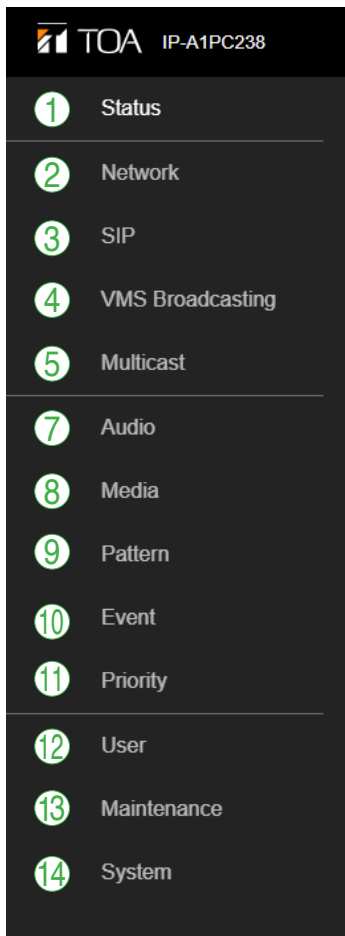 TOA IP-A1PC238
1 Status
2 Network
3 SIP
4 VMS Broadcasting
5 Multicast
7 Audio
8 Media
9 Pattern
10 Event
11 Priority
12 User
13 Maintenance
14 System